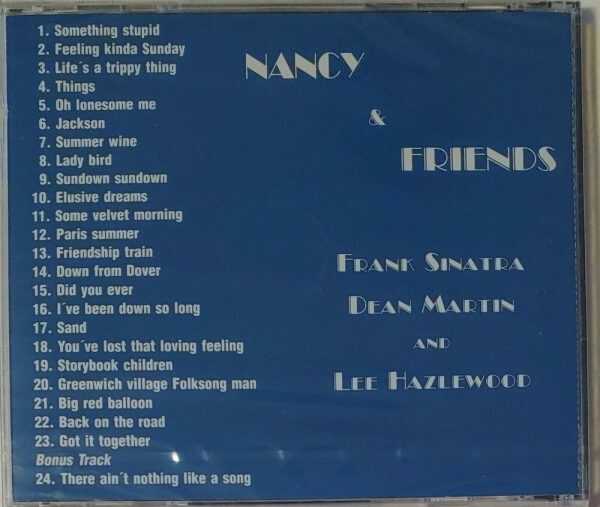 1. Something stupid
2. Feeling kinda Sunday
3. Life´s a trippy thing
4. Things
5. Oh lonesome me
6. Jackson
7. Summer wine
8. Lady bird
9. Sundown sundown
10. Elusive dreams
11. Some velvet morning
12. Paris summer
13. Friendship train
14. Down from Dover
15. Did you ever
16. I´ve been down so long
17. Sand
18. You´ve lost that loving feeling
19. Storybook children
20. Greenwich village Folksong man
21. Big red balloon
22. Back on the road
23. Got it together
Bonus Track
24. There ain´t nothing like a song
NANCY
&
FRIENDS
FRANK SINATRA
DEAN MARTIN
AND
LEE HAZLEWOOD